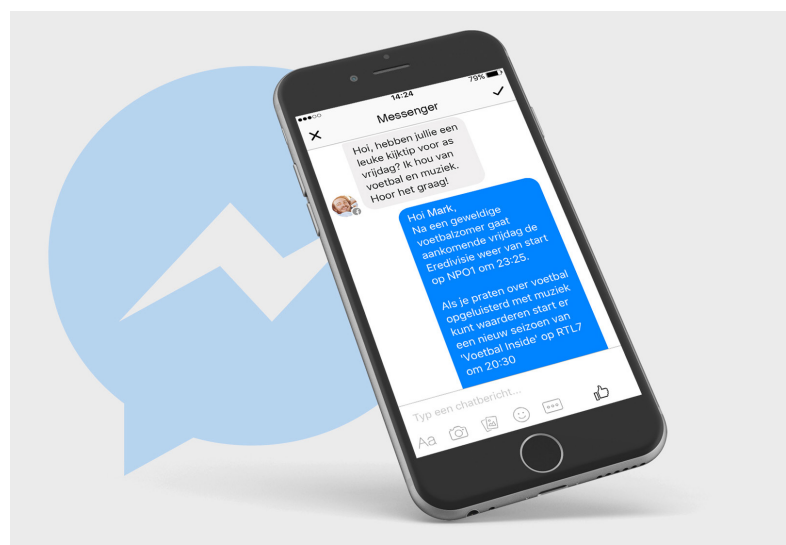 14:24
79%
Messenger
Hoi, hebben jullie een
leuke kijktip voor as
vrijdag? Ik hou van
voetbal en muziek.
Hoor het graag!
Hoi Mark,
Na een geweldige
voetbalzomer gaat
aankomende vrijdag de
Eredivisie weer van start
op NPO1 om 23:25.
Als je praten over voetbal
opgeluisterd met muziek
kunt waarderen start er
een nieuw seizoen van
'Voetbal Inside' op RTL7
om 20:30
Typ een chatbericht...
Aa